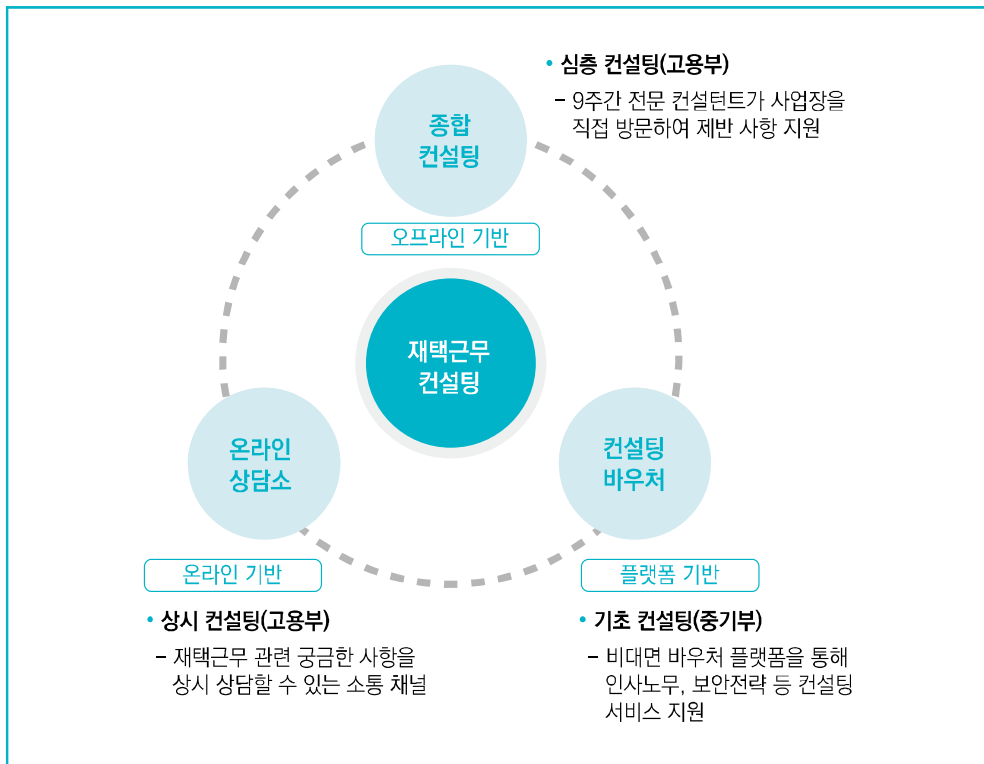 • 심층 컨설팅(고용부)
– 9주간 전문 컨설턴트가 사업장을
직접 방문하여 제반 사항 지원
종합
컨설팅
오프라인 기반
재택근무
컨설팅
온라인
상담소
온라인 기반
• 상시 컨설팅(고용부)
– 재택근무 관련 궁금한 사항을
상시 상담할 수 있는 소통 채널
컨설팅
바우처
플랫폼 기반
• 기초 컨설팅(중기부)
– 비대면 바우처 플랫폼을 통해
인사노무, 보안전략 등 컨설팅
서비스 지원